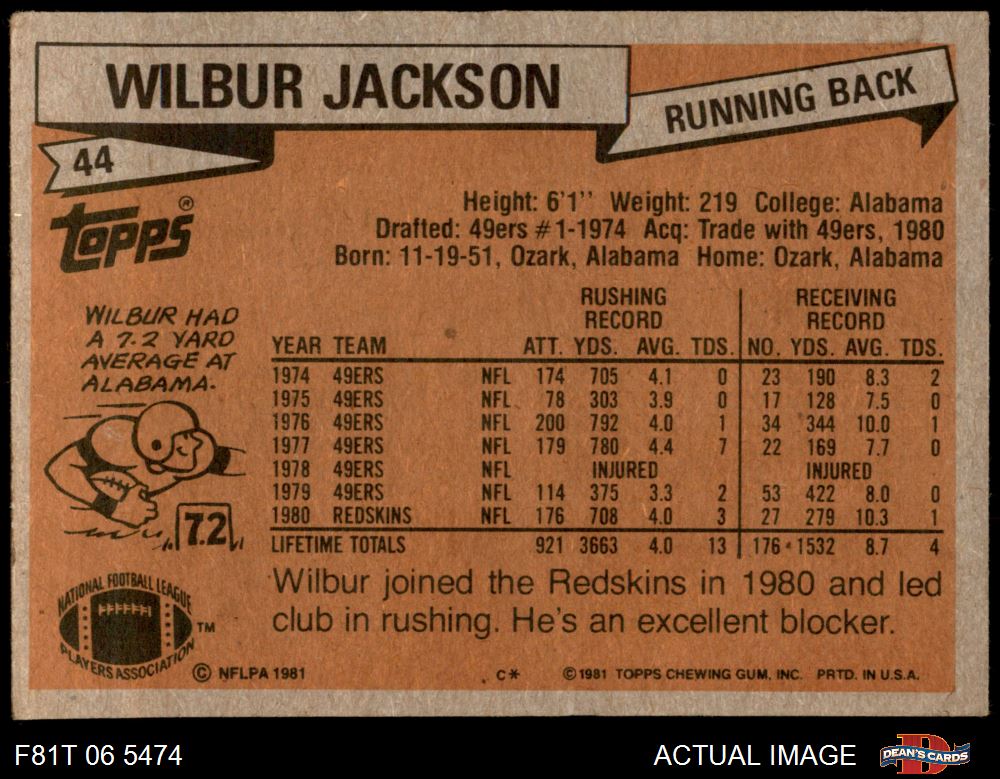 WILBUR JACKSON
RUNNING BACK
44
TOPPS®
Height: 6'1'' Weight: 219 College: Alabama
Drafted: 49ers #1-1974 Acq: Trade with 49ers, 1980
Born: 11-19-51, Ozark, Alabama Home: Ozark, Alabama
WILBUR HAD
A 7.2 YARD
AVERAGE AT
ALABAMA.
7.2
RUSHING RECORD RECEIVING RECORD
YEAR TEAM ATT. YDS. AVG. TDS. NO. YDS. AVG. TDS.
1974 49ERS NFL 174 705 4.1 0 23 190 8.3 2
1975 49ERS NFL 78 303 3.9 0 17 128 7.5 0
1976 49ERS NFL 200 792 4.0 1 34 344 10.0 1
1977 49ERS NFL 179 780 4.4 7 22 169 7.7 0
1978 49ERS NFL INJURED INJURED
1979 49ERS NFL 114 375 3.3 2 53 422 8.0 0
1980 REDSKINS NFL 176 708 4.0 3 27 279 10.3 1
LIFETIME TOTALS 921 3663 4.0 13 176 1532 8.7 4
Wilbur joined the Redskins in 1980 and led
club in rushing. He's an excellent blocker.
NATIONAL FOOTBALL LEAGUE
PLAYERS ASSOCIATION
TM
© NFLPA 1981 C* ©1981 TOPPS CHEWING GUM, INC. PRTD. IN U.S.A.
F81T 06 5474 ACTUAL IMAGE DEAN'S CARDS